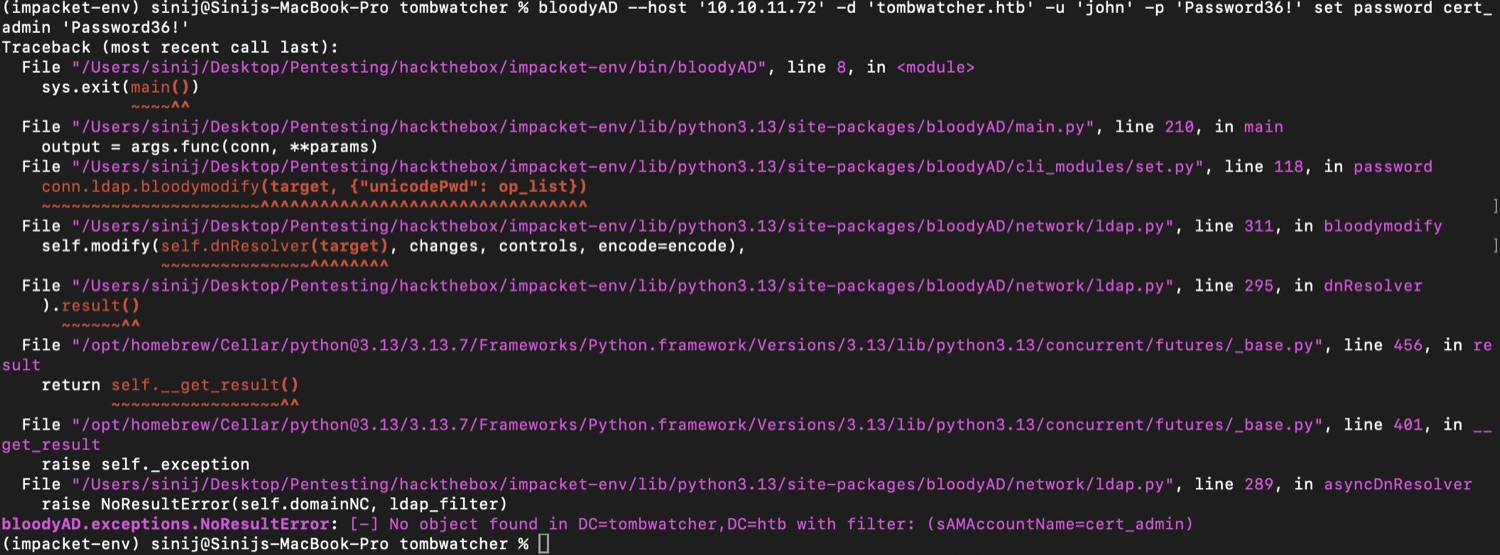 (impacket-env) sinij@Sinijs-MacBook-Pro tombwatcher % bloodyAD --host '10.10.11.72' -d 'tombwatcher.htb' -u 'john' -p 'Password36!' set password cert_
admin 'Password36!'
Traceback (most recent call last):
  File "/Users/sinij/Desktop/Pentesting/hackthebox/impacket-env/bin/bloodyAD", line 8, in <module>
    sys.exit(main())
             ~~~~^^
  File "/Users/sinij/Desktop/Pentesting/hackthebox/impacket-env/lib/python3.13/site-packages/bloodyAD/main.py", line 210, in main
    output = args.func(conn, **params)
  File "/Users/sinij/Desktop/Pentesting/hackthebox/impacket-env/lib/python3.13/site-packages/bloodyAD/cli_modules/set.py", line 118, in password
    conn.ldap.bloodymodify(target, {"unicodePwd": op_list})
    ~~~~~~~~~~~~~~~~~~~~~~^^^^^^^^^^^^^^^^^^^^^^^^^^^^^^^^^ ]
  File "/Users/sinij/Desktop/Pentesting/hackthebox/impacket-env/lib/python3.13/site-packages/bloodyAD/network/ldap.py", line 311, in bloodymodify
    self.modify(self.dnResolver(target), changes, controls, encode=encode), ]
                ~~~~~~~~~~~~~~~^^^^^^^^
  File "/Users/sinij/Desktop/Pentesting/hackthebox/impacket-env/lib/python3.13/site-packages/bloodyAD/network/ldap.py", line 295, in dnResolver
    ).result()
      ~~~~~~^^
  File "/opt/homebrew/Cellar/python@3.13/3.13.7/Frameworks/Python.framework/Versions/3.13/lib/python3.13/concurrent/futures/_base.py", line 456, in re
sult
    return self.__get_result()
           ~~~~~~~~~~~~~~~~~^^
  File "/opt/homebrew/Cellar/python@3.13/3.13.7/Frameworks/Python.framework/Versions/3.13/lib/python3.13/concurrent/futures/_base.py", line 401, in __
get_result
    raise self._exception
  File "/Users/sinij/Desktop/Pentesting/hackthebox/impacket-env/lib/python3.13/site-packages/bloodyAD/network/ldap.py", line 289, in asyncDnResolver
    raise NoResultError(self.domainNC, ldap_filter)
bloodyAD.exceptions.NoResultError: [-] No object found in DC=tombwatcher,DC=htb with filter: (sAMAccountName=cert_admin)
(impacket-env) sinij@Sinijs-MacBook-Pro tombwatcher %